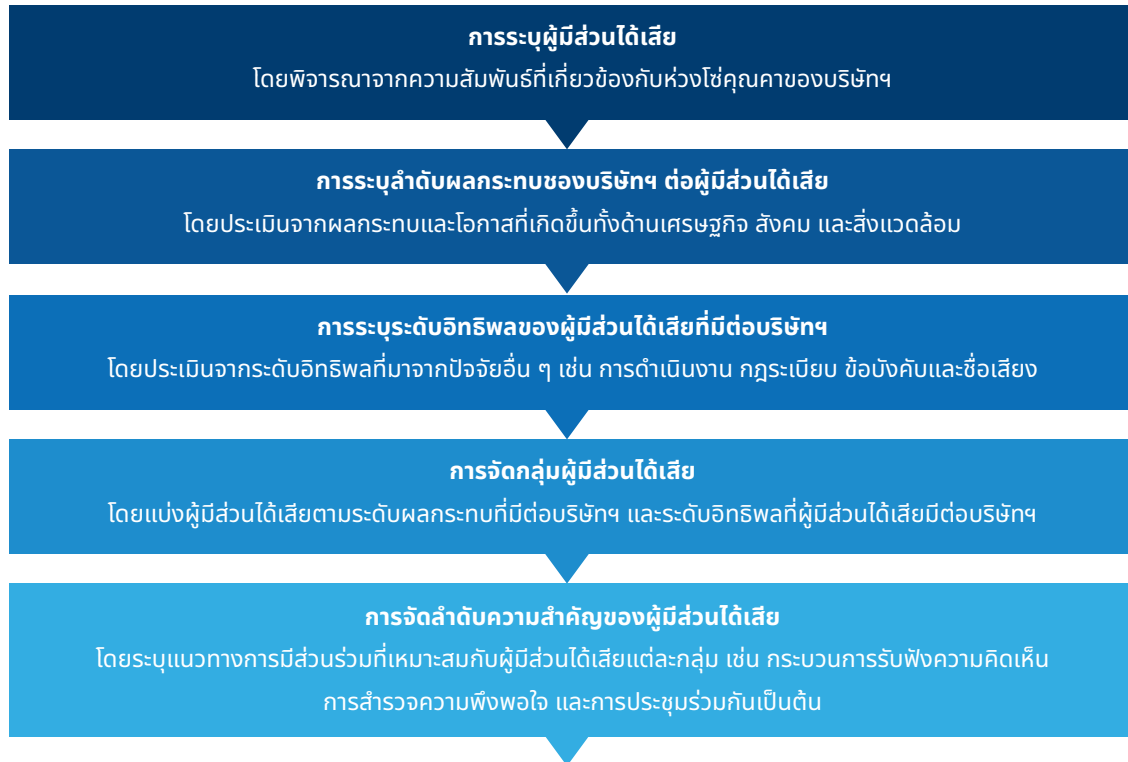 การระบุผู้มีส่วนได้เสีย
โดยพิจารณาจากความสัมพันธ์ที่เกี่ยวข้องกับห่วงโซ่คุณคาของบริษัทฯ
การระบุลำดับผลกระทบชองบริษัทฯ ต่อผู้มีส่วนได้เสีย
โดยประเมินจากผลกระทบและโอกาสที่เกิดขึ้นทั้งด้านเศรษฐกิจ สังคม และสิ่งแวดล้อม
การระบุระดับอิทธิพลของผู้มีส่วนได้เสียที่มีต่อบริษัทฯ
โดยประเมินจากระดับอิทธิพลที่มาจากปัจจัยอื่น ๆ เช่น การดำเนินงาน กฎระเบียบ ข้อบังคับและชื่อเสียง
การจัดกลุ่มผู้มีส่วนได้เสีย
โดยแบ่งผู้มีส่วนได้เสียตามระดับผลกระทบที่มีต่อบริษัทฯ และระดับอิทธิพลที่ผู้มีส่วนได้เสียมีต่อบริษัทฯ
การจัดลำดับความสำคัญของผู้มีส่วนได้เสีย
โดยระบุแนวทางการมีส่วนร่วมที่เหมาะสมกับผู้มีส่วนได้เสียแต่ละกลุ่ม เช่น กระบวนการรับฟังความคิดเห็น
การสำรวจความพึงพอใจ และการประชุมร่วมกันเป็นต้น